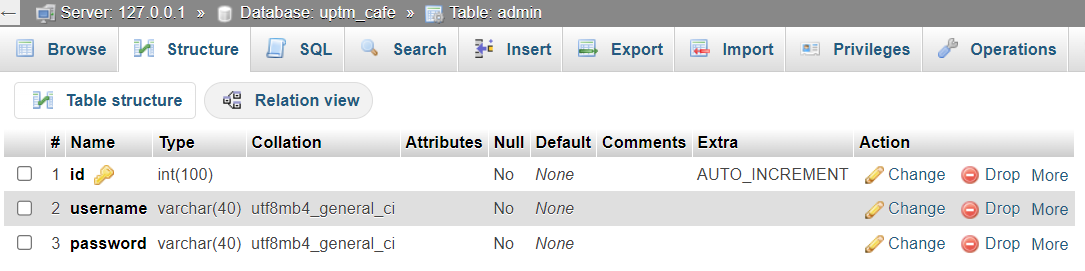 ← Server: 127.0.0.1 » Database: uptm_cafe » Table: admin
Browse Structure SQL Search Insert Export Import Privileges Operations
Table structure Relation view
# Name Type Collation Attributes Null Default Comments Extra Action
1 id int(100) No None AUTO_INCREMENT Change Drop More
2 username varchar(40) utf8mb4_general_ci No None Change Drop More
3 password varchar(40) utf8mb4_general_ci No None Change Drop More